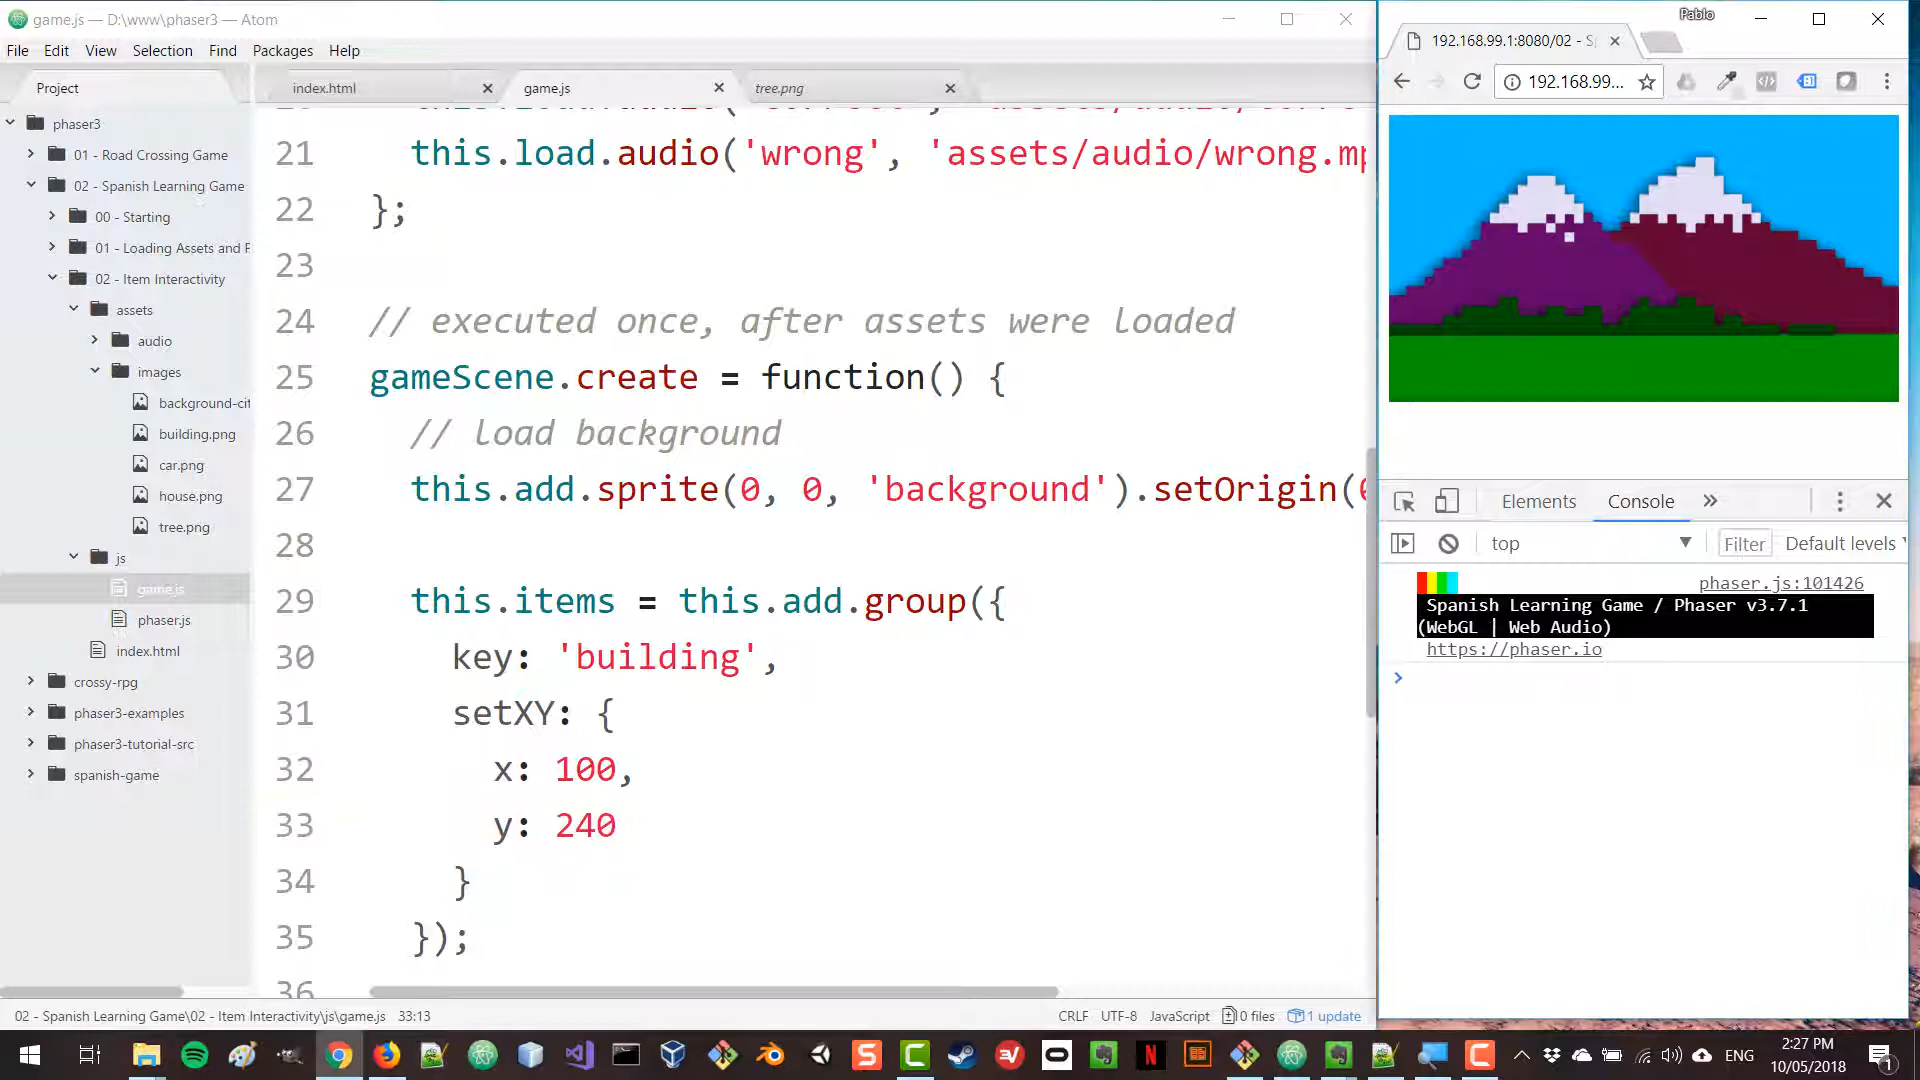 game.js — D:\www\phaser3 — Atom
File Edit View Selection Find Packages Help
Project
phaser3
01 - Road Crossing Game
02 - Spanish Learning Game
00 - Starting
01 - Loading Assets and P
02 - Item Interactivity
assets
audio
images
background-cit
building.png
car.png
house.png
tree.png
js
game.js
phaser.js
index.html
crossy-rpg
phaser3-examples
phaser3-tutorial-src
spanish-game
index.html
game.js
tree.png
21 this.load.audio('wrong', 'assets/audio/wrong.mp
22 };
23
24 // executed once, after assets were loaded
25 gameScene.create = function() {
26 // load background
27 this.add.sprite(0, 0, 'background').setOrigin(0
28
29 this.items = this.add.group({
30 key: 'building',
31 setXY: {
32 x: 100,
33 y: 240
34 }
35 });
36
02 - Spanish Learning Game\02 - Item Interactivity\js\game.js 33:13
CRLF UTF-8 JavaScript 0 files 1 update
Pablo
192.168.99.1:8080/02 - S
192.168.99...
Elements Console »
top Filter Default levels
phaser.js:101426
Spanish Learning Game / Phaser v3.7.1
(WebGL | Web Audio)
https://phaser.io
ENG
2:27 PM
10/05/2018
1